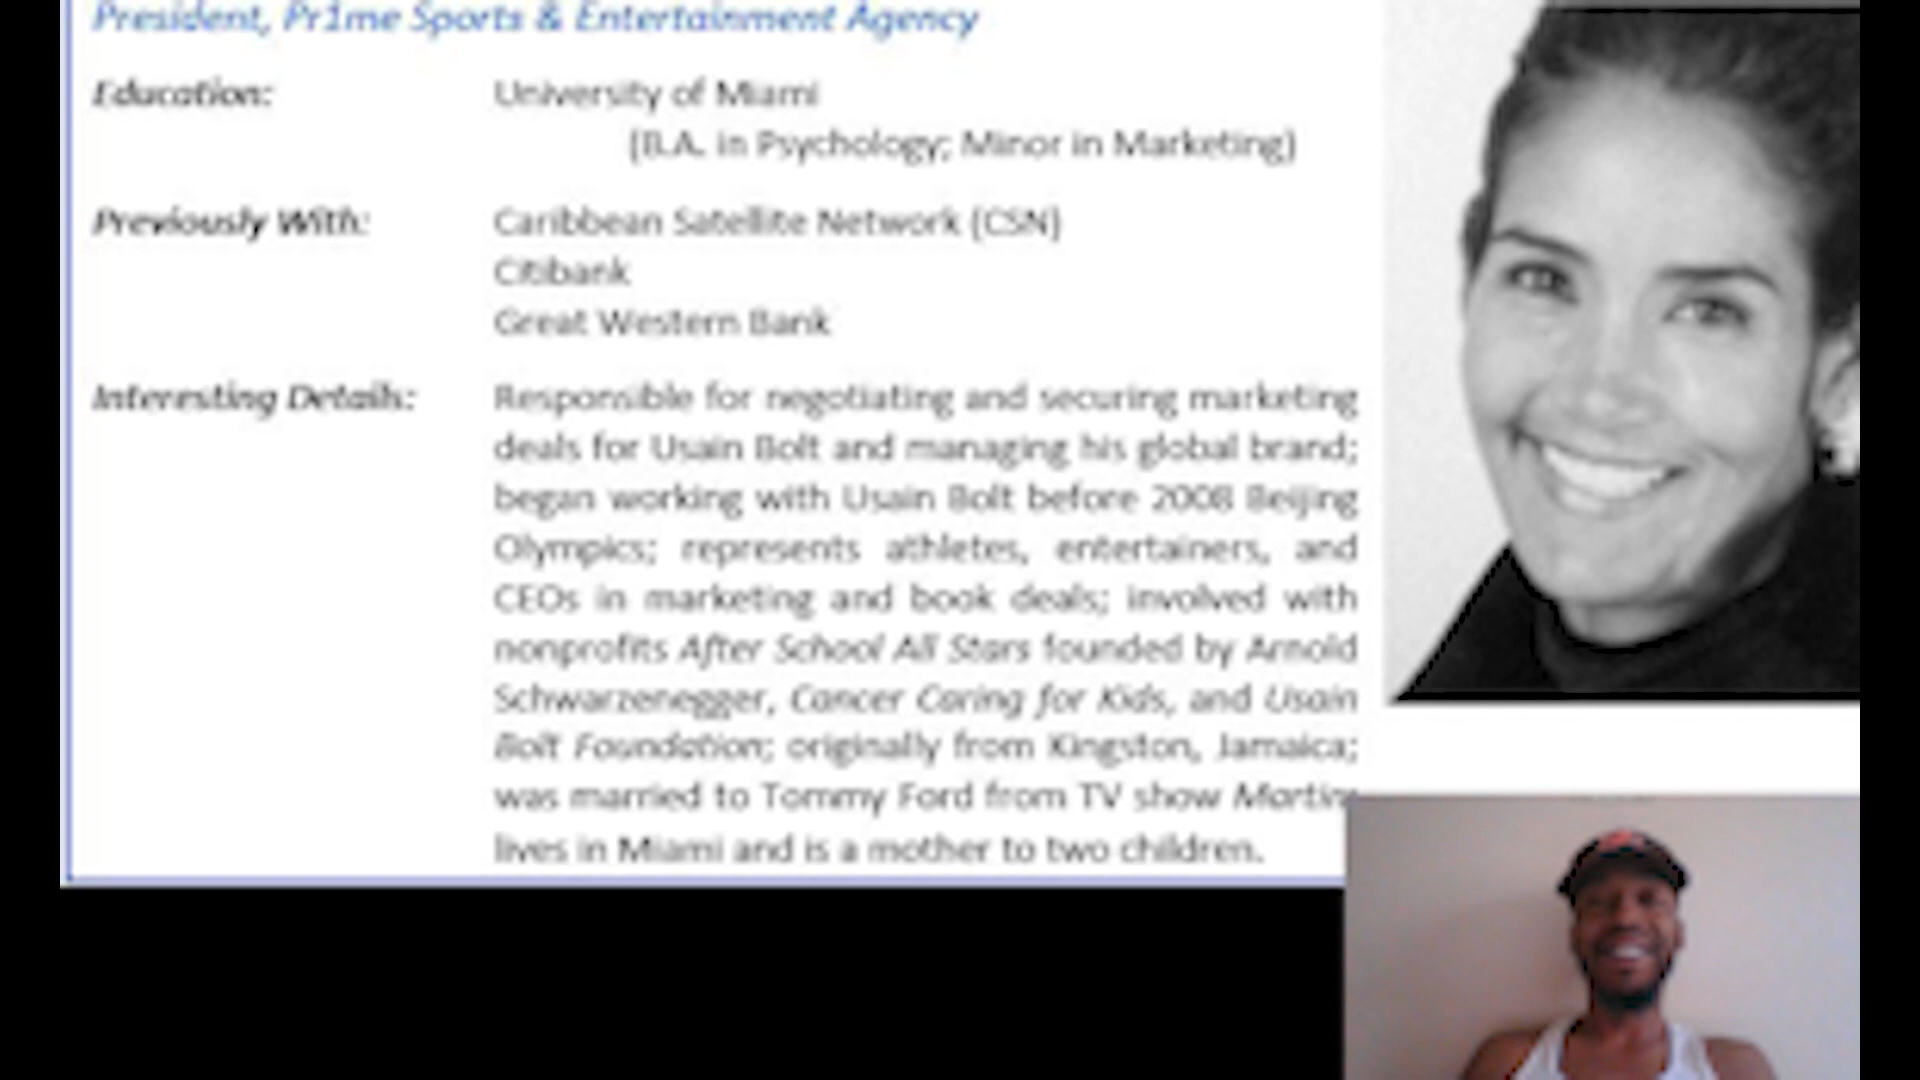 President, Pr1me Sports & Entertainment Agency
Education: University of Miami
(B.A. in Psychology; Minor in Marketing)
Previously With: Caribbean Satellite Network (CSN)
Citibank
Great Western Bank
Interesting Details: Responsible for negotiating and securing marketing
deals for Usain Bolt and managing his global brand;
began working with Usain Bolt before 2008 Beijing
Olympics; represents athletes, entertainers, and
CEOs in marketing and book deals; involved with
nonprofits After School All Stars founded by Arnold
Schwarzenegger, Cancer Caring for Kids, and Usain
Bolt Foundation; originally from Kingston, Jamaica;
was married to Tommy Ford from TV show Martin
lives in Miami and is a mother to two children.